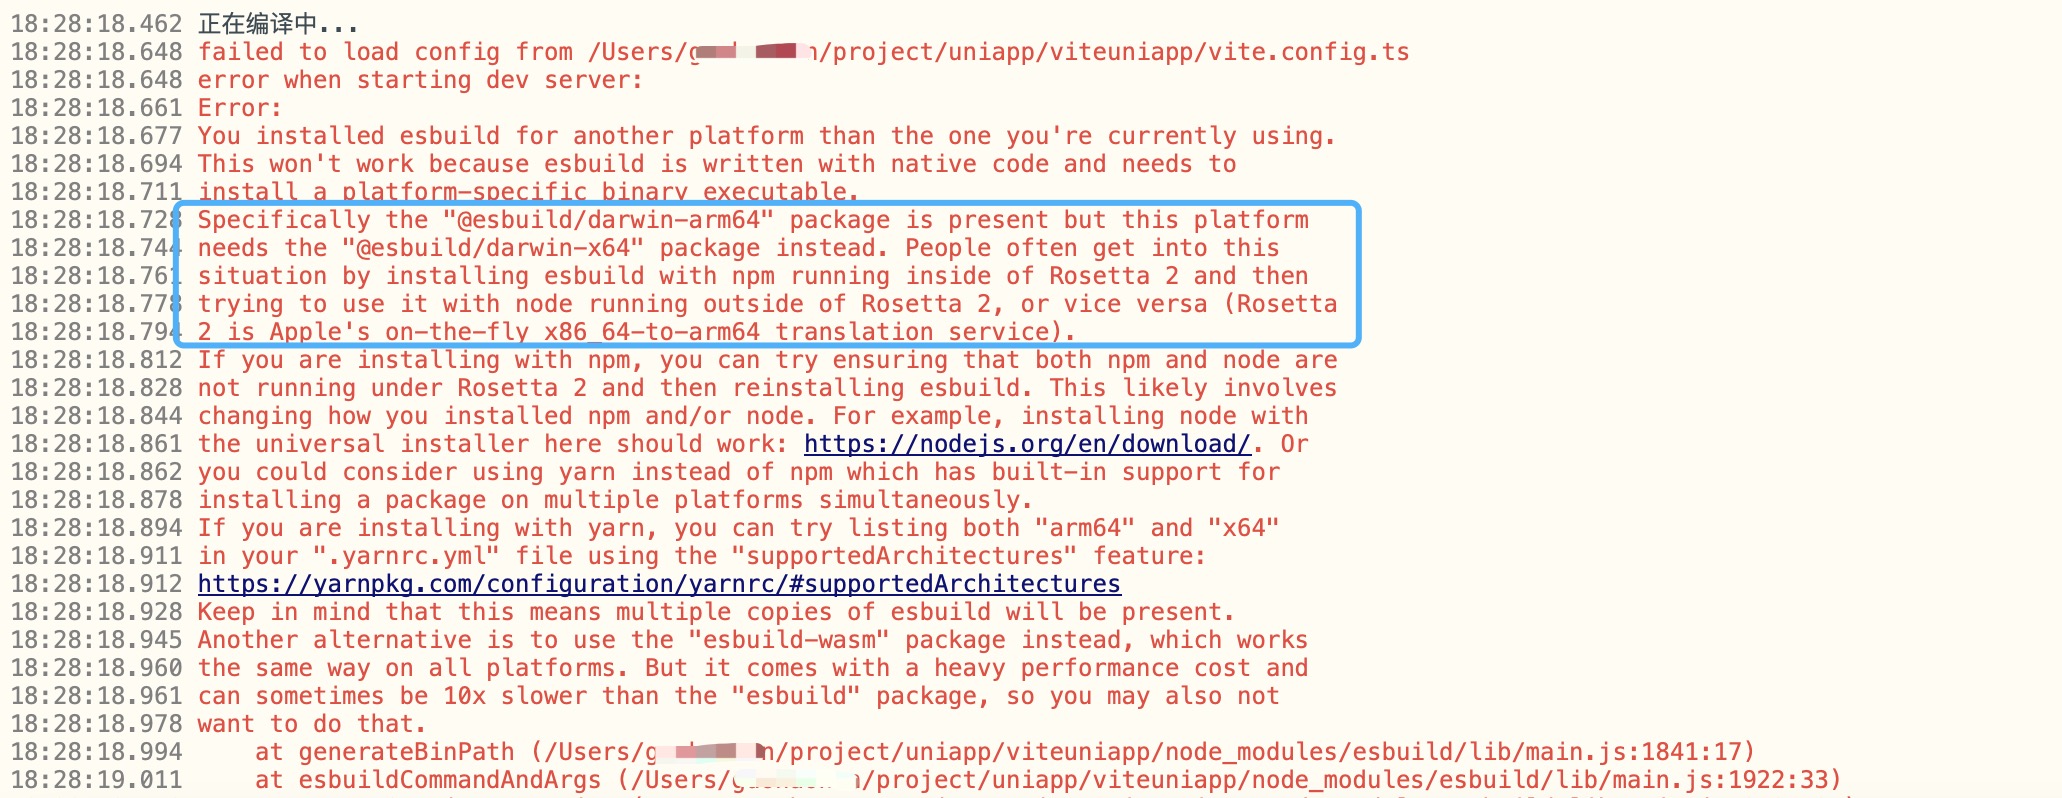 18:28:18.462 正在编译中...
18:28:18.648 failed to load config from /Users/g n/project/uniapp/viteuniapp/vite.config.ts
18:28:18.648 error when starting dev server:
18:28:18.661 Error:
18:28:18.677 You installed esbuild for another platform than the one you're currently using.
18:28:18.694 This won't work because esbuild is written with native code and needs to
18:28:18.711 install a platform-specific binary executable.
18:28:18.728 Specifically the "@esbuild/darwin-arm64" package is present but this platform
18:28:18.744 needs the "@esbuild/darwin-x64" package instead. People often get into this
18:28:18.761 situation by installing esbuild with npm running inside of Rosetta 2 and then
18:28:18.778 trying to use it with node running outside of Rosetta 2, or vice versa (Rosetta
18:28:18.794 2 is Apple's on-the-fly x86_64-to-arm64 translation service).
18:28:18.812 If you are installing with npm, you can try ensuring that both npm and node are
18:28:18.828 not running under Rosetta 2 and then reinstalling esbuild. This likely involves
18:28:18.844 changing how you installed npm and/or node. For example, installing node with
18:28:18.861 the universal installer here should work: https://nodejs.org/en/download/. Or
18:28:18.862 you could consider using yarn instead of npm which has built-in support for
18:28:18.878 installing a package on multiple platforms simultaneously.
18:28:18.894 If you are installing with yarn, you can try listing both "arm64" and "x64"
18:28:18.911 in your ".yarnrc.yml" file using the "supportedArchitectures" feature:
18:28:18.912 https://yarnpkg.com/configuration/yarnrc/#supportedArchitectures
18:28:18.928 Keep in mind that this means multiple copies of esbuild will be present.
18:28:18.945 Another alternative is to use the "esbuild-wasm" package instead, which works
18:28:18.960 the same way on all platforms. But it comes with a heavy performance cost and
18:28:18.961 can sometimes be 10x slower than the "esbuild" package, so you may also not
18:28:18.978 want to do that.
18:28:18.994 at generateBinPath (/Users/g n/project/uniapp/viteuniapp/node_modules/esbuild/lib/main.js:1841:17)
18:28:19.011 at esbuildCommandAndArgs (/Users/g n/project/uniapp/viteuniapp/node_modules/esbuild/lib/main.js:1922:33)